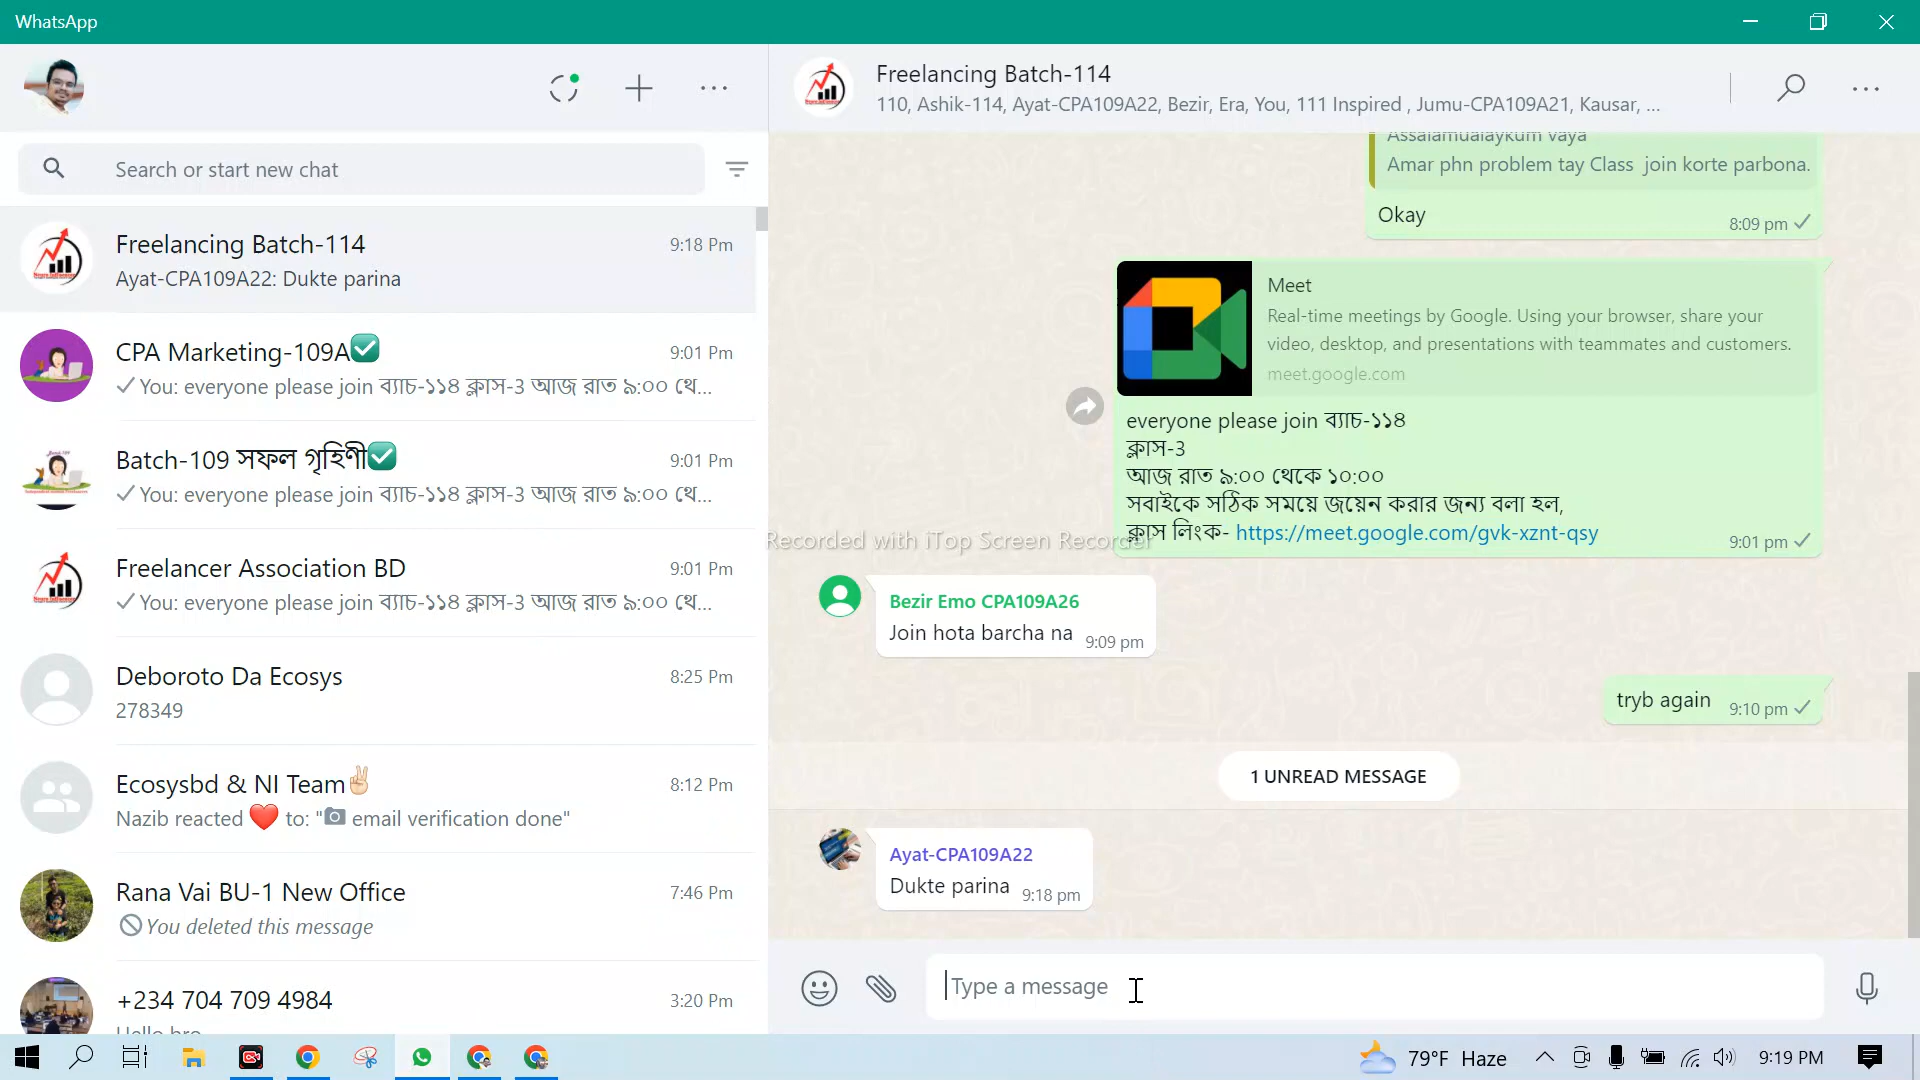 WhatsApp
Search or start new chat
Freelancing Batch-114
9:18 Pm
Ayat-CPA109A22: Dukte parina
CPA Marketing-109A✅
9:01 Pm
You: everyone please join ব্যাচ-১১৪ ক্লাস-3 আজ রাত ৯:০০ থে...
Batch-109 সফল গৃহিণী✅
9:01 Pm
You: everyone please join ব্যাচ-১১৪ ক্লাস-3 আজ রাত ৯:০০ থে...
Freelancer Association BD
9:01 Pm
You: everyone please join ব্যাচ-১১৪ ক্লাস-3 আজ রাত ৯:০০ থে...
Deboroto Da Ecosys
8:25 Pm
278349
Ecosysbd & NI Team✌🏻
8:12 Pm
Nazib reacted ❤️ to: "📷 email verification done"
Rana Vai BU-1 New Office
7:46 Pm
You deleted this message
+234 704 709 4984
3:20 Pm
Hello bro
Freelancing Batch-114
110, Ashik-114, Ayat-CPA109A22, Bezir, Era, You, 111 Inspired , Jumu-CPA109A21, Kausar, ...
Assalamualaykum vaya
Amar phn problem tay Class join korte parbona.
Okay
8:09 pm
Meet
Real-time meetings by Google. Using your browser, share your
video, desktop, and presentations with teammates and customers.
meet.google.com
everyone please join ব্যাচ-১১৪
ক্লাস-3
আজ রাত ৯:০০ থেকে ১০:০০
সবাইকে সঠিক সময়ে জয়েন করার জন্য বলা হল,
ক্লাস লিংক- https://meet.google.com/gvk-xznt-qsy
9:01 pm
Recorded with iTop Screen Recorder
Bezir Emo CPA109A26
Join hota barcha na
9:09 pm
tryb again
9:10 pm
1 UNREAD MESSAGE
Ayat-CPA109A22
Dukte parina
9:18 pm
Type a message
79°F Haze
9:19 PM